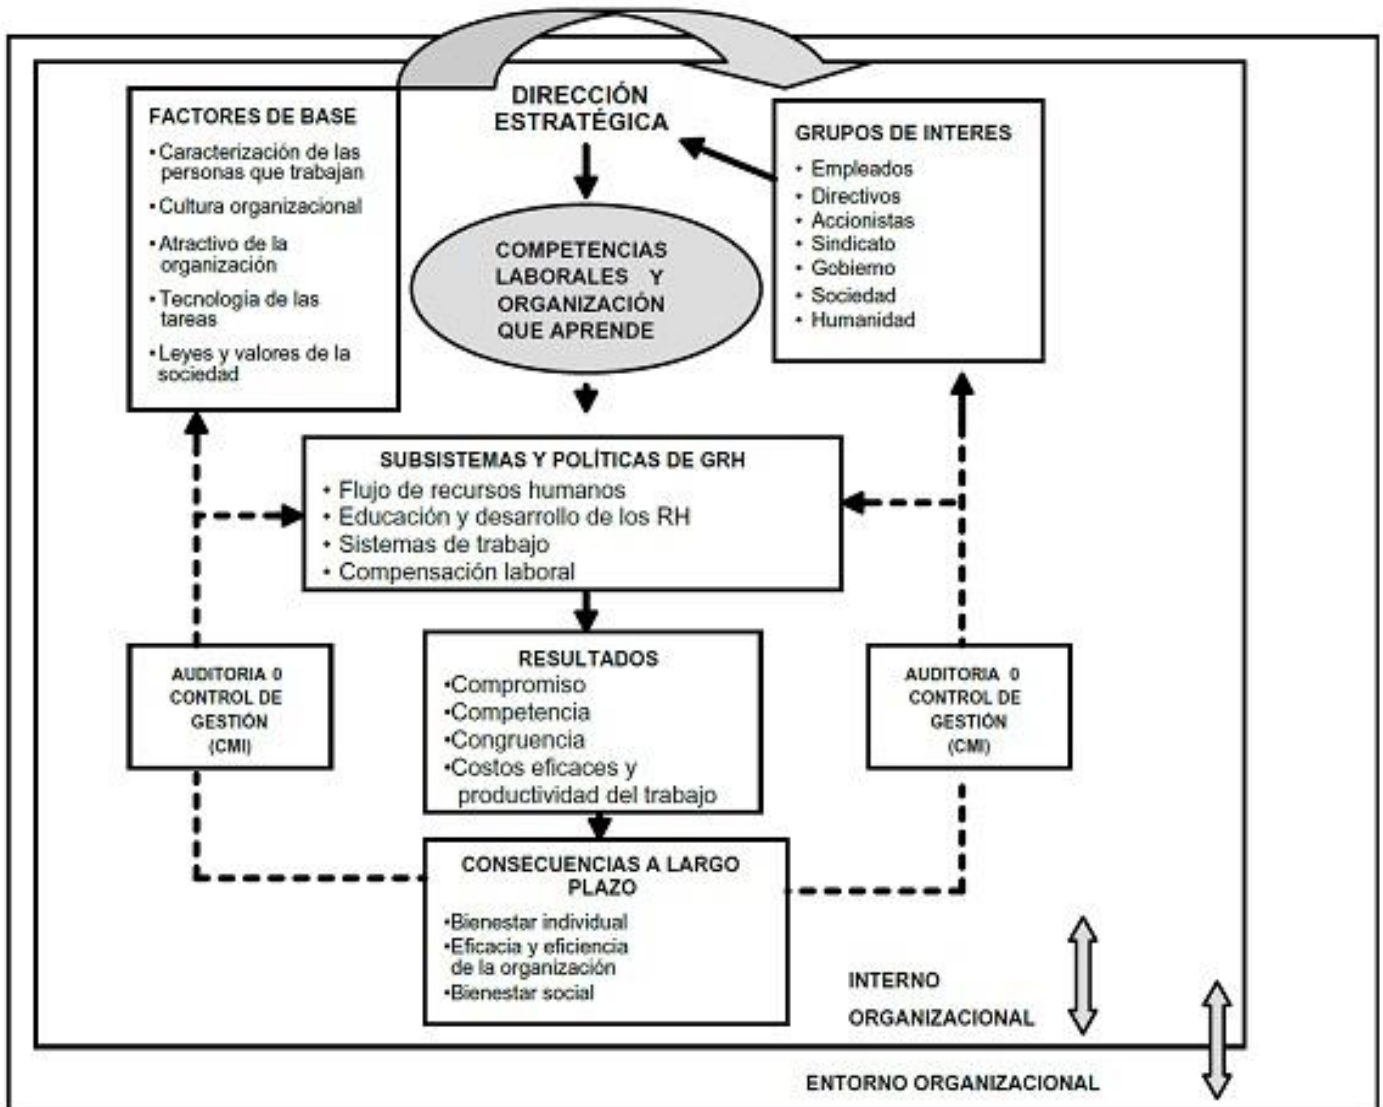 FACTORES DE BASE
•Caracterización de las
personas que trabajan
•Cultura organizacional
•Atractivo de la
organización
•Tecnología de las
tareas
•Leyes y valores de la
sociedad
DIRECCIÓN
ESTRATÉGICA
GRUPOS DE INTERES
• Empleados
• Directivos
• Accionistas
• Sindicato
• Gobierno
• Sociedad
• Humanidad
COMPETENCIAS
LABORALES Y
ORGANIZACIÓN
QUE APRENDE
SUBSISTEMAS Y POLÍTICAS DE GRH
• Flujo de recursos humanos
• Educación y desarrollo de los RH
• Sistemas de trabajo
• Compensación laboral
AUDITORIA 0
CONTROL DE
GESTIÓN
(CMI)
RESULTADOS
•Compromiso
•Competencia
•Congruencia
•Costos eficaces y
productividad del trabajo
AUDITORIA 0
CONTROL DE
GESTIÓN
(CMI)
CONSECUENCIAS A LARGO
PLAZO
•Bienestar individual
•Eficacia y eficiencia
de la organización
•Bienestar social
INTERNO
ORGANIZACIONAL
ENTORNO ORGANIZACIONAL